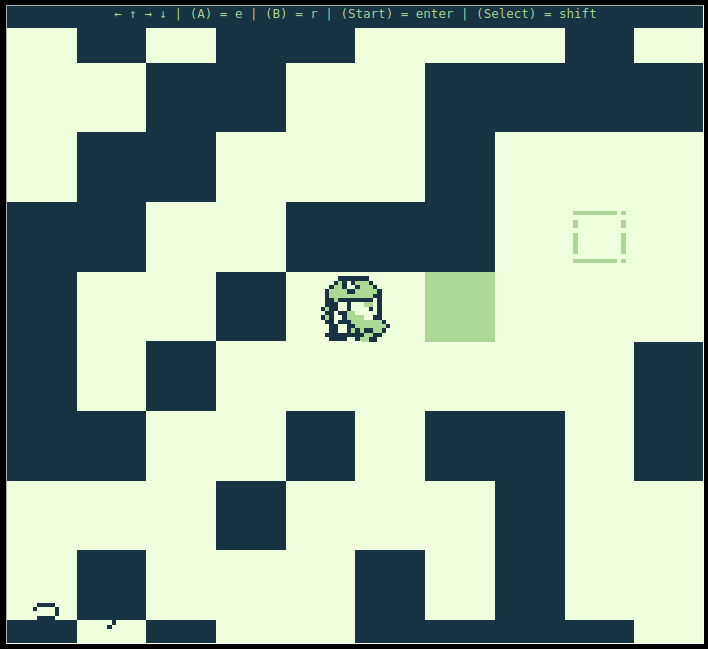 ← ↑ → ↓ | (A) = e | (B) = r | (Start) = enter | (Select) = shift